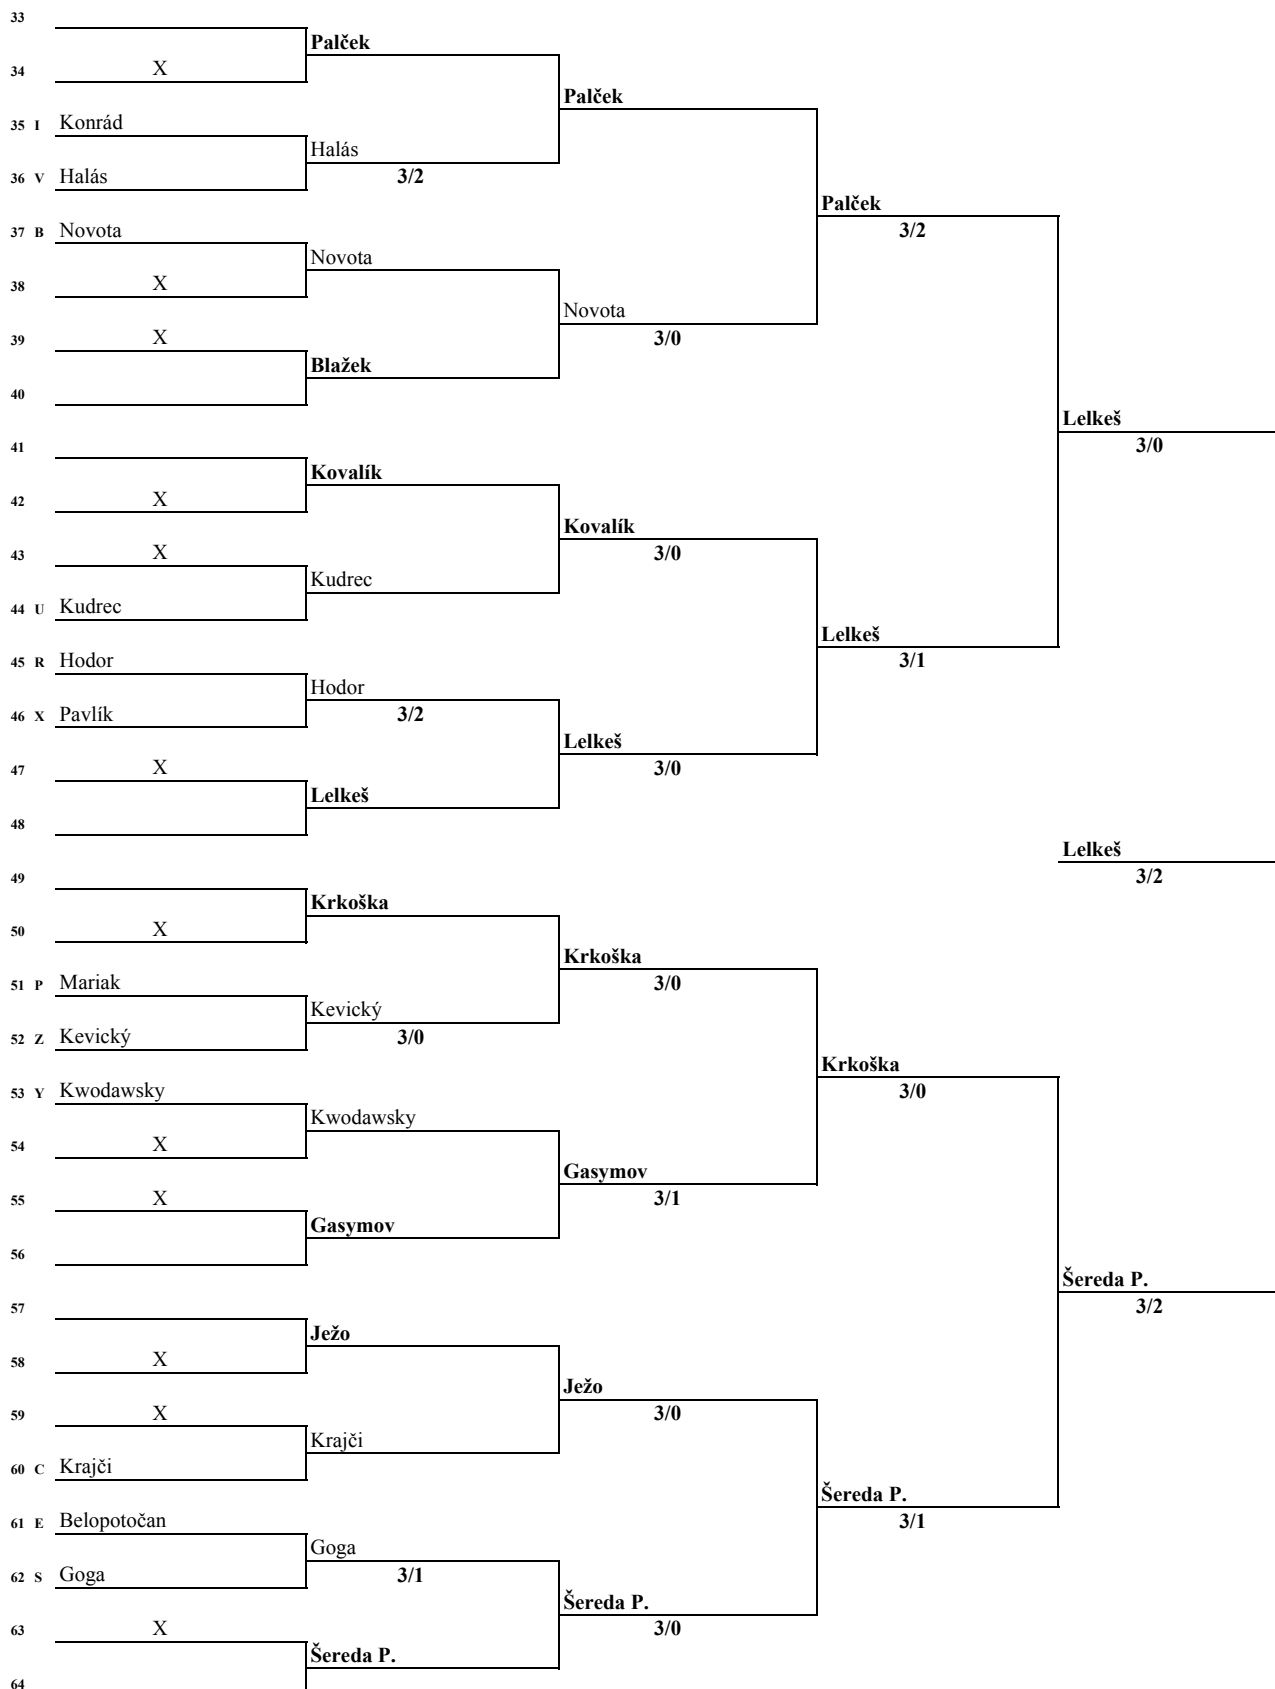 33
Palček
34 X
Palček
35 I Konrád
Halás
36 V Halás 3/2
Palček
37 B Novota 3/2
Novota
38 X
Novota
39 X 3/0
Blažek
40
Lelkeš
41 3/0
Kovalík
42 X
Kovalík
43 X 3/0
Kudrec
44 U Kudrec
Lelkeš
45 R Hodor 3/1
Hodor
46 X Pavlík 3/2
Lelkeš
47 X 3/0
Lelkeš
48
Lelkeš
49 3/2
Krkoška
50 X
Krkoška
51 P Mariak 3/0
Kevický
52 Z Kevický 3/0
Krkoška
53 Y Kwodawsky 3/0
Kwodawsky
54 X
Gasymov
55 X 3/1
Gasymov
56
Šereda P.
57 3/2
Ježo
58 X
Ježo
59 X 3/0
Krajči
60 C Krajči
Šereda P.
61 E Belopotočan 3/1
Goga
62 S Goga 3/1
Šereda P.
63 X 3/0
Šereda P.
64